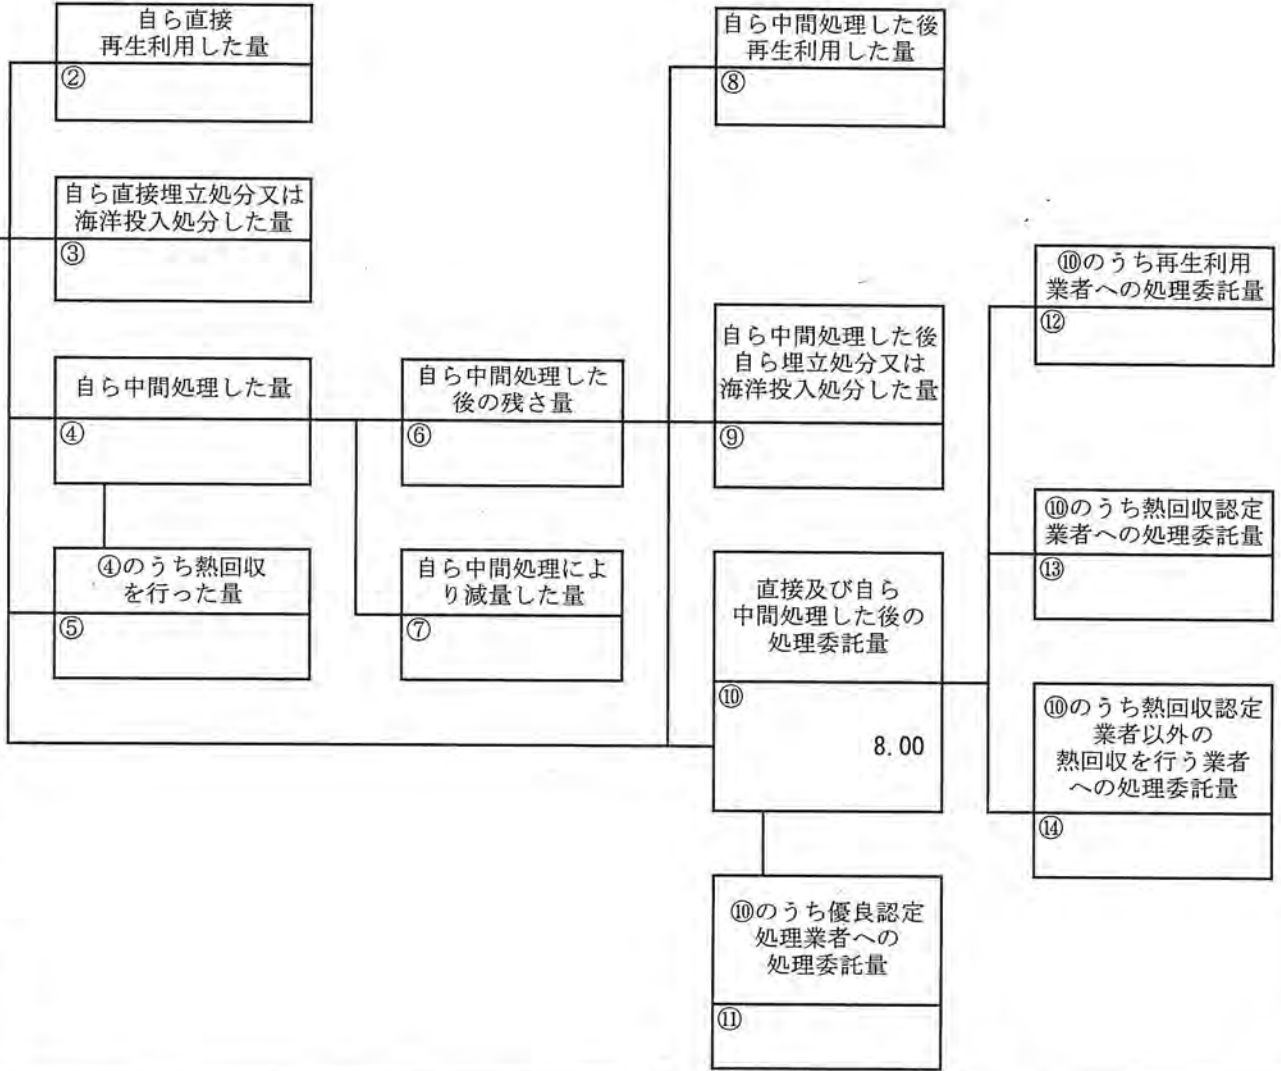 自ら直接
再生利用した量
②
自ら直接埋立処分又は
海洋投入処分した量
③
自ら中間処理した量
④
④のうち熱回収
を行った量
⑤
自ら中間処理した
後の残さ量
⑥
自ら中間処理によ
り減量した量
⑦
自ら中間処理した後
再生利用した量
⑧
自ら中間処理した後
自ら埋立処分又は
海洋投入処分した量
⑨
直接及び自ら
中間処理した後の
処理委託量
⑩
8.00
⑩のうち優良認定
処理業者への
処理委託量
⑪
⑩のうち再生利用
業者への処理委託量
⑫
⑩のうち熱回収認定
業者への処理委託量
⑬
⑩のうち熱回収認定
業者以外の
熱回収を行う業者
への処理委託量
⑭